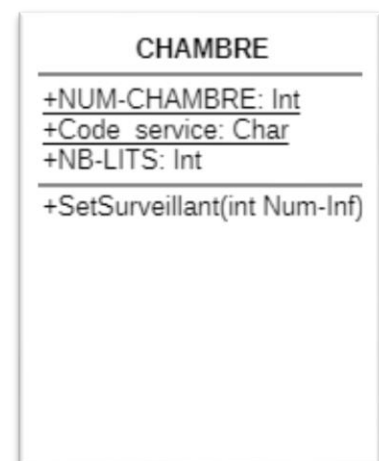 CHAMBRE
+NUM-CHAMBRE: Int
+Code_service: Char
+NB-LITS: Int
+SetSurveillant(int Num-Inf)